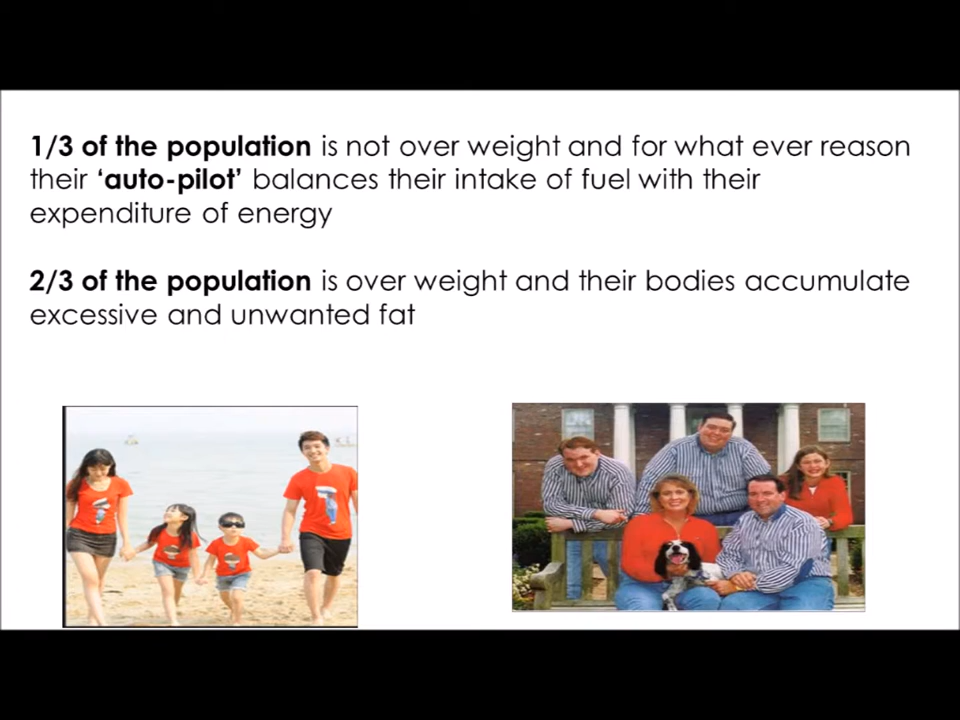 1/3 of the population is not over weight and for what ever reason
their ‘auto-pilot’ balances their intake of fuel with their
expenditure of energy
2/3 of the population is over weight and their bodies accumulate
excessive and unwanted fat